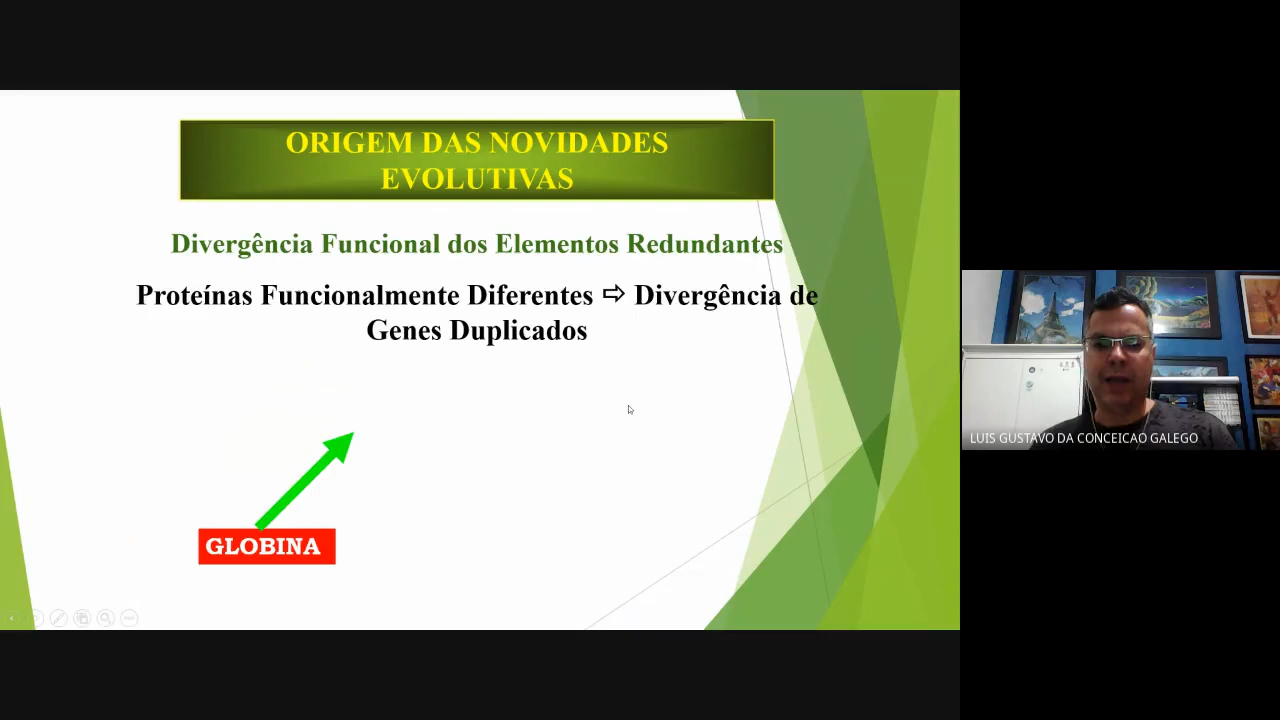 ORIGEM DAS NOVIDADES
EVOLUTIVAS
Divergência Funcional dos Elementos Redundantes
Proteínas Funcionalmente Diferentes ⇨ Divergência de
Genes Duplicados
GLOBINA
LUIS GUSTAVO DA CONCEICAO GALEGO